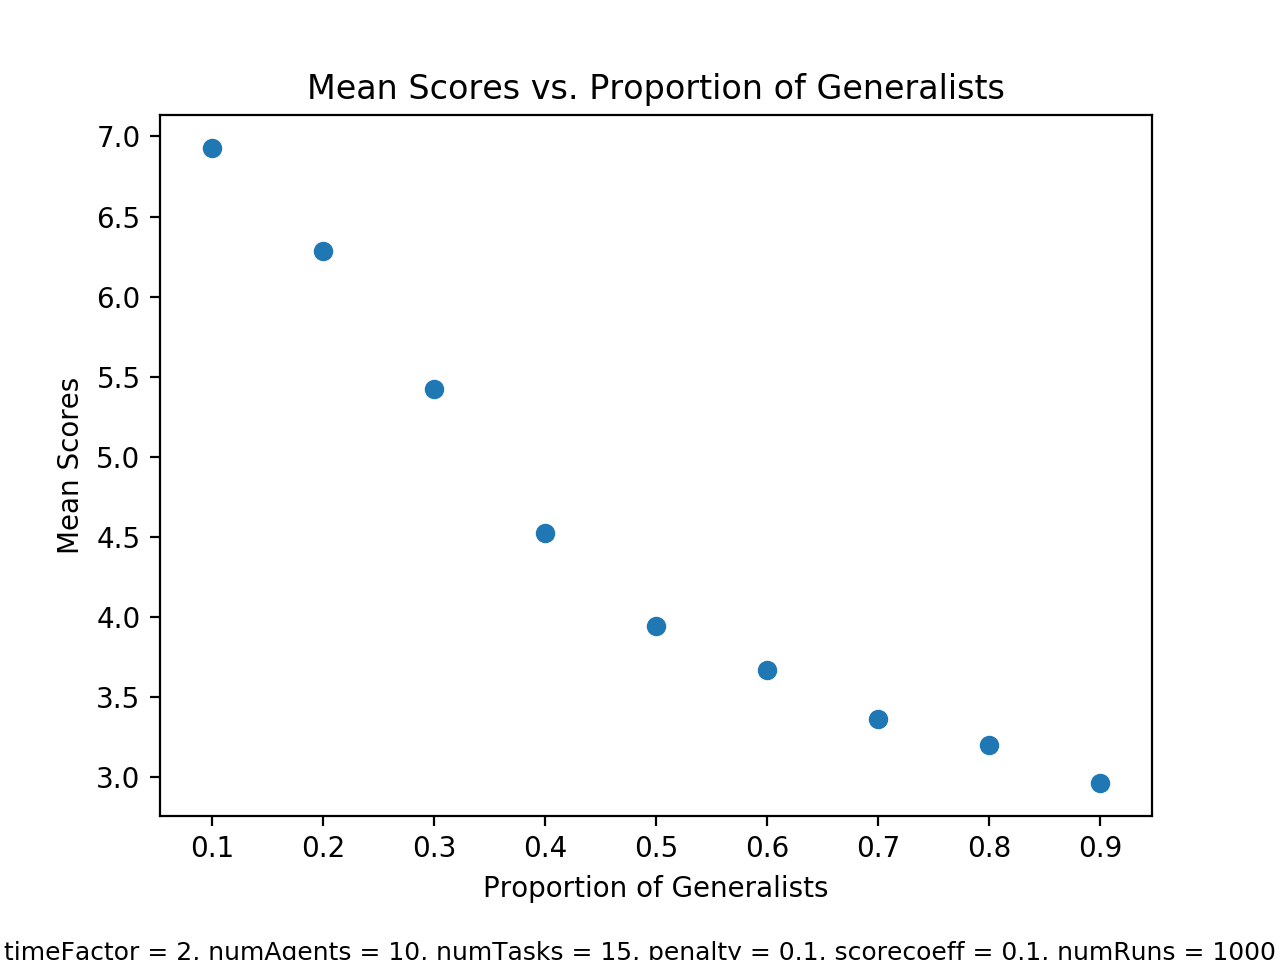 Mean Scores vs. Proportion of Generalists
7.0
6.5
6.0
5.5
5.0
4.5
4.0
3.5
3.0
Mean Scores
0.1 0.2 0.3 0.4 0.5 0.6 0.7 0.8 0.9
Proportion of Generalists
timeFactor = 2, numAgents = 10, numTasks = 15, penalty = 0.1, scorecoeff = 0.1, numRuns = 1000